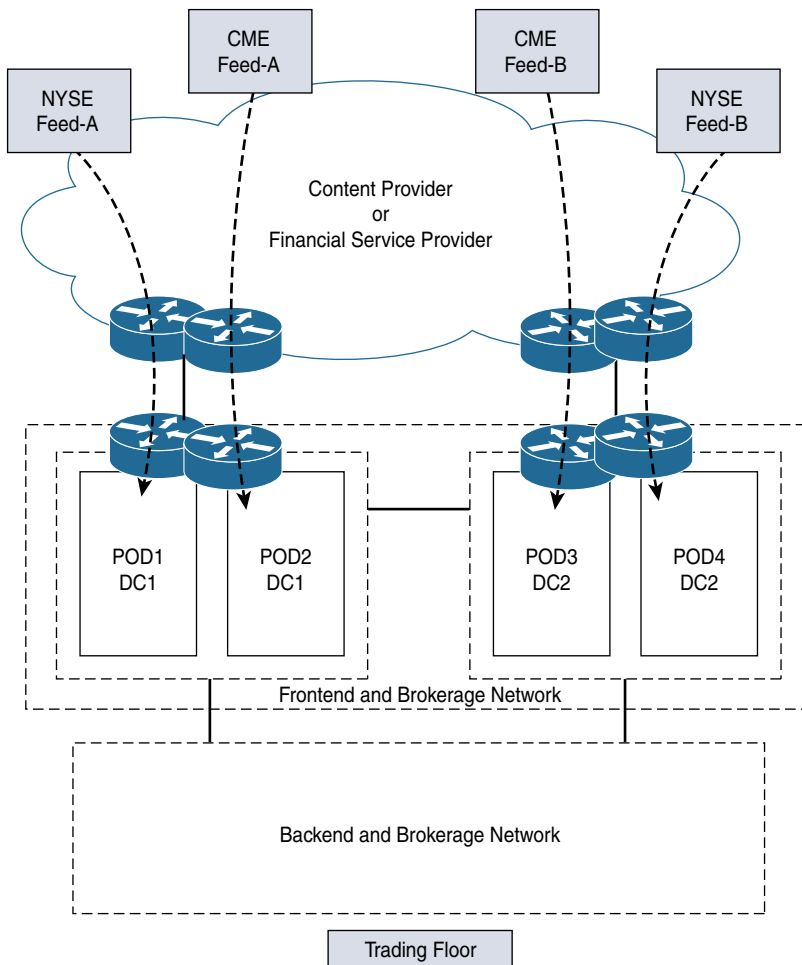 CME
Feed-A
CME
Feed-B
NYSE
Feed-A
NYSE
Feed-B
Content Provider
or
Financial Service Provider
POD1
DC1
POD2
DC1
POD3
DC2
POD4
DC2
Frontend and Brokerage Network
Backend and Brokerage Network
Trading Floor